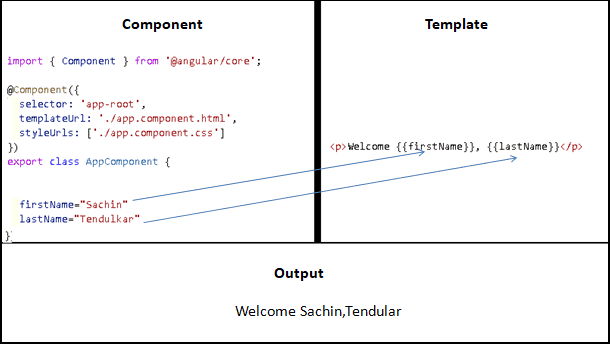 Component
import { Component } from '@angular/core';
@Component({
selector: 'app-root',
templateUrl: './app.component.html',
styleUrls: ['./app.component.css']
})
export class AppComponent {
firstName="Sachin"
lastName="Tendulkar"
}
Template
<p>Welcome {{firstName}}, {{lastName}}</p>
Output
Welcome Sachin,Tendular